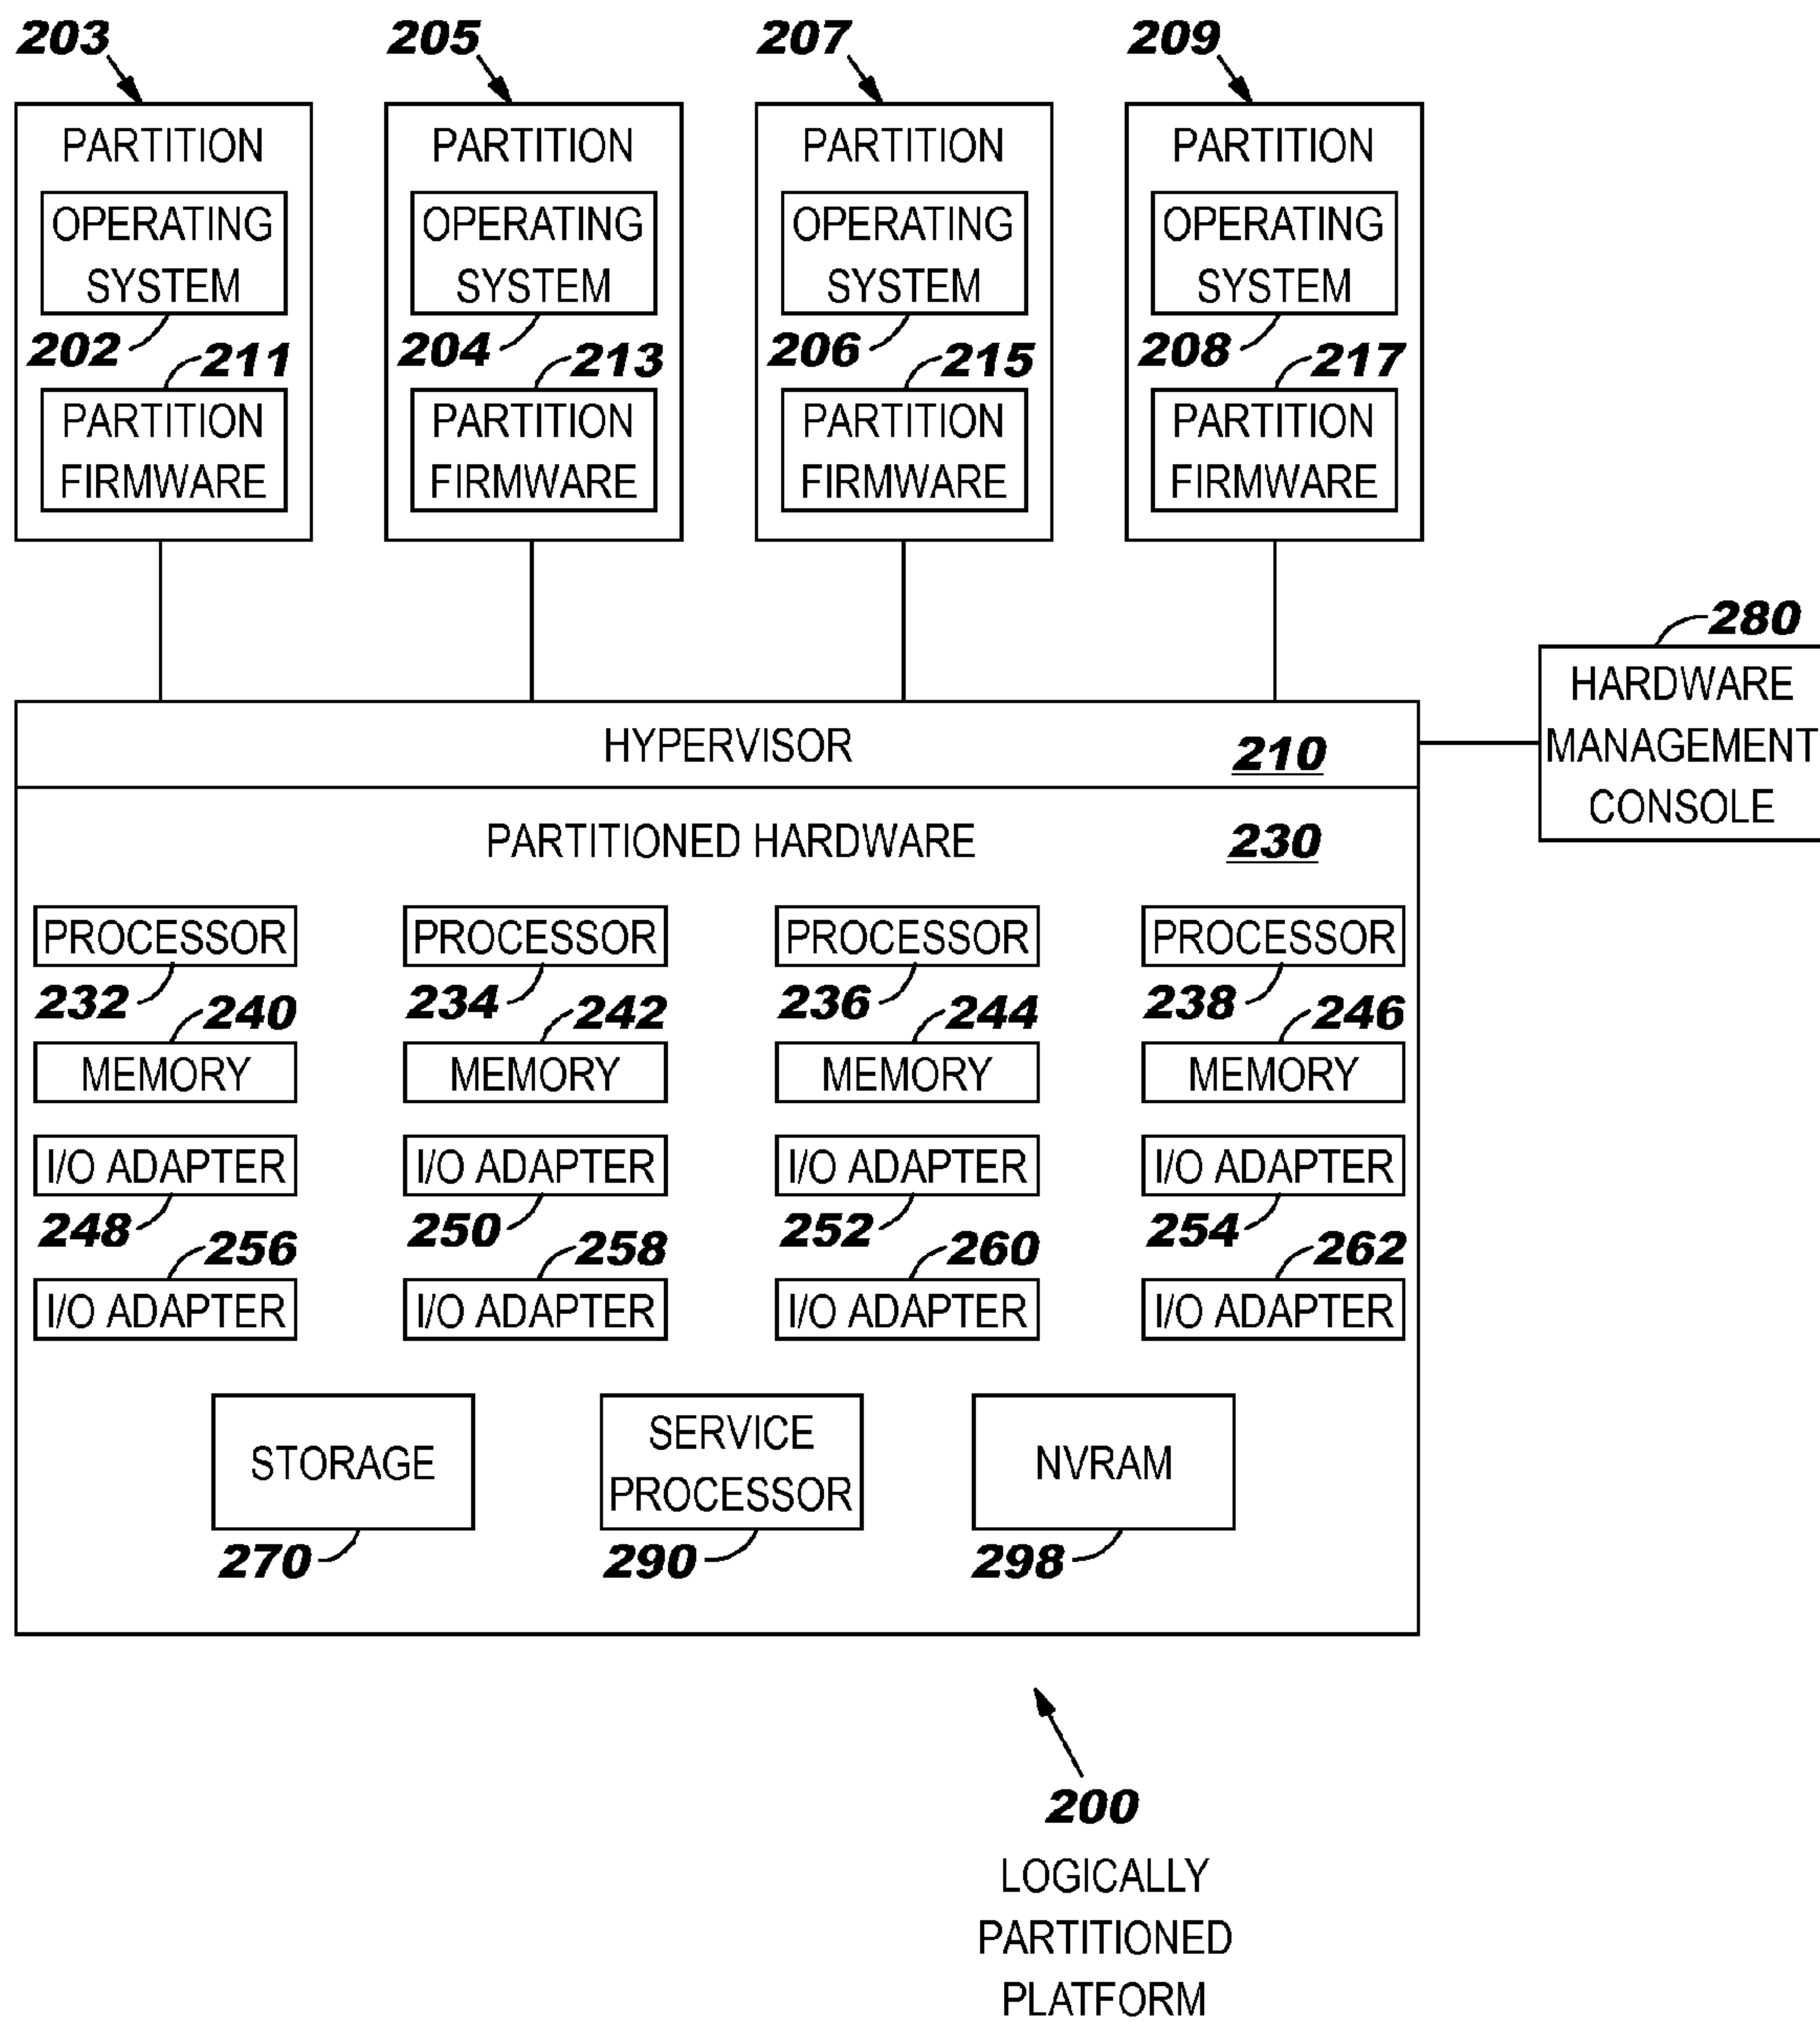 203 205 207 209
PARTITION PARTITION PARTITION PARTITION
OPERATING OPERATING OPERATING OPERATING
SYSTEM SYSTEM SYSTEM SYSTEM
202 211 204 213 206 215 208 217
PARTITION PARTITION PARTITION PARTITION
FIRMWARE FIRMWARE FIRMWARE FIRMWARE
280
HARDWARE
MANAGEMENT
CONSOLE
HYPERVISOR 210
PARTITIONED HARDWARE 230
PROCESSOR PROCESSOR PROCESSOR PROCESSOR
232 240 234 242 236 244 238 246
MEMORY MEMORY MEMORY MEMORY
I/O ADAPTER I/O ADAPTER I/O ADAPTER I/O ADAPTER
248 256 250 258 252 260 254 262
I/O ADAPTER I/O ADAPTER I/O ADAPTER I/O ADAPTER
STORAGE
SERVICE
PROCESSOR
NVRAM
270 290 298
200
LOGICALLY
PARTITIONED
PLATFORM